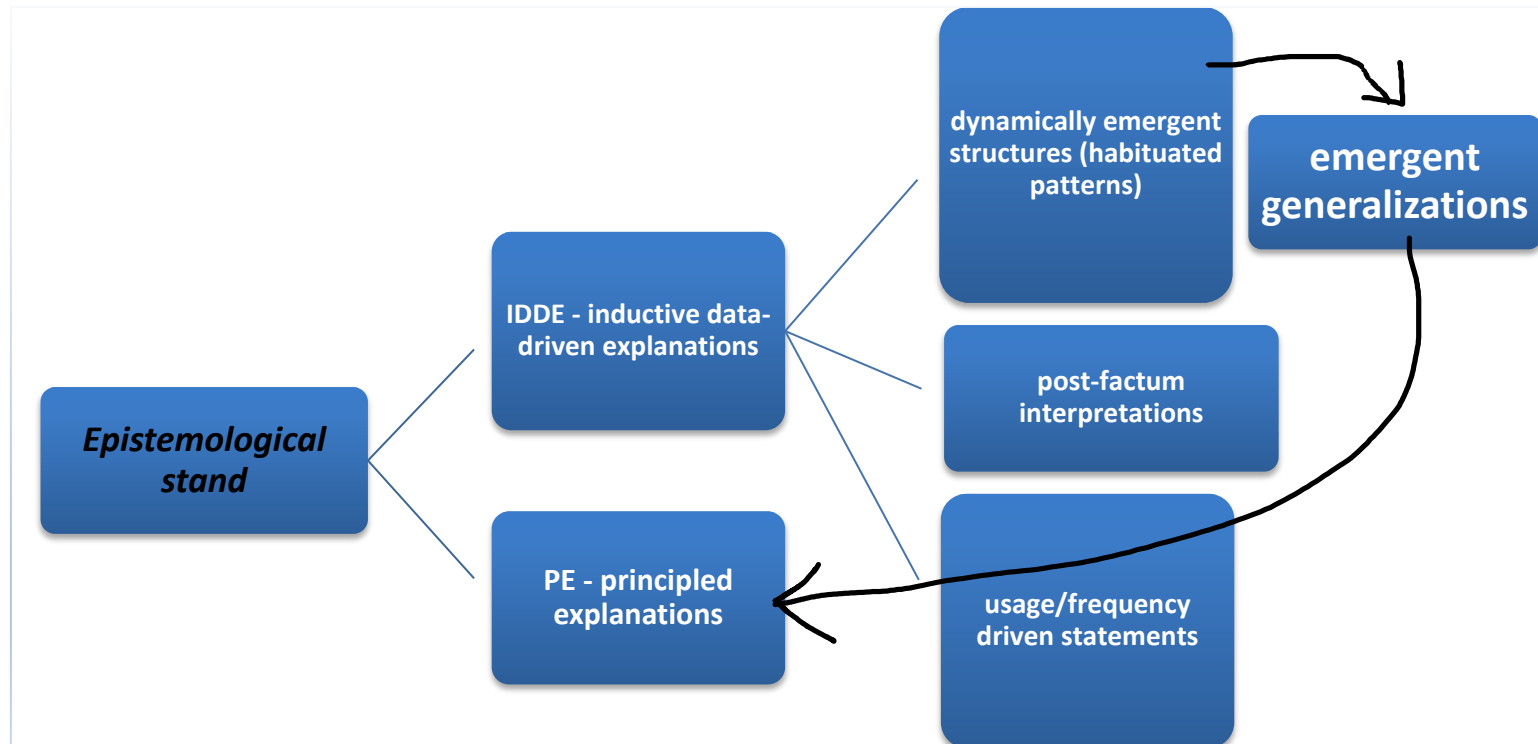 Epistemological
stand
IDDE - inductive data-
driven explanations
PE - principled
explanations
dynamically emergent
structures (habituated
patterns)
post-factum
interpretations
usage/frequency
driven statements
emergent
generalizations